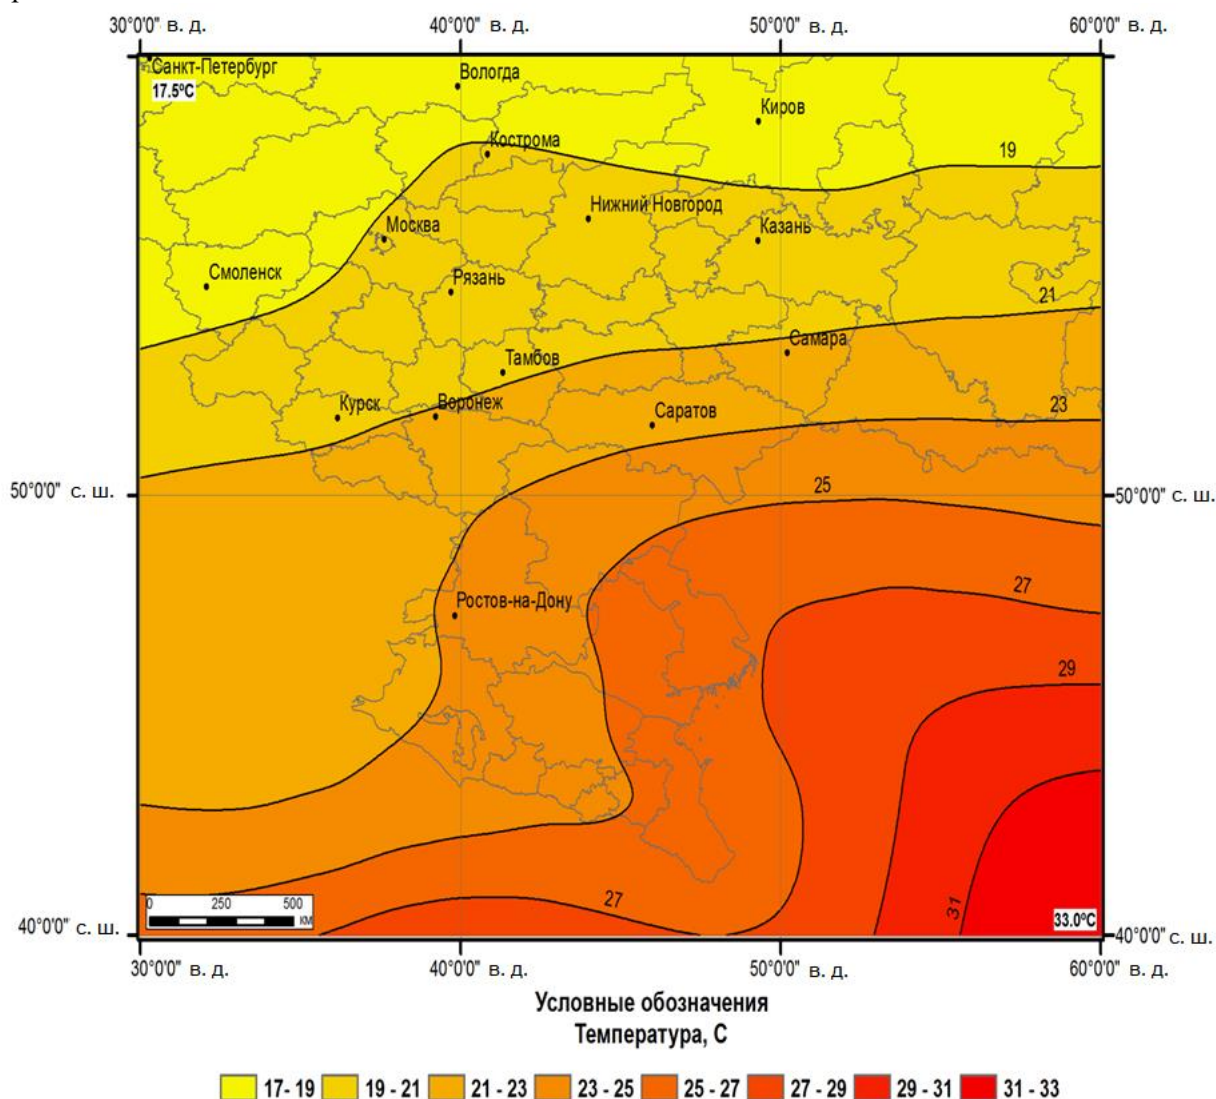 30°0'0" в. д. 40°0'0" в. д. 50°0'0" в. д. 60°0'0" в. д.
Санкт-Петербург
17.5ºC
Вологда
Киров
Кострома
19
Нижний Новгород
Москва
Казань
Смоленск
Рязань
21
Самара
Тамбов
Курск
Воронеж
Саратов
23
25
50°0'0" с. ш.
50°0'0" с. ш.
27
Ростов-на-Дону
29
27
31
0 250 500
км
33.0ºC
40°0'0" с. ш.
40°0'0" с. ш.
30°0'0" в. д. 40°0'0" в. д. 50°0'0" в. д. 60°0'0" в. д.
Условные обозначения
Температура, С
17- 19 19 - 21 21 - 23 23 - 25 25 - 27 27 - 29 29 - 31 31 - 33